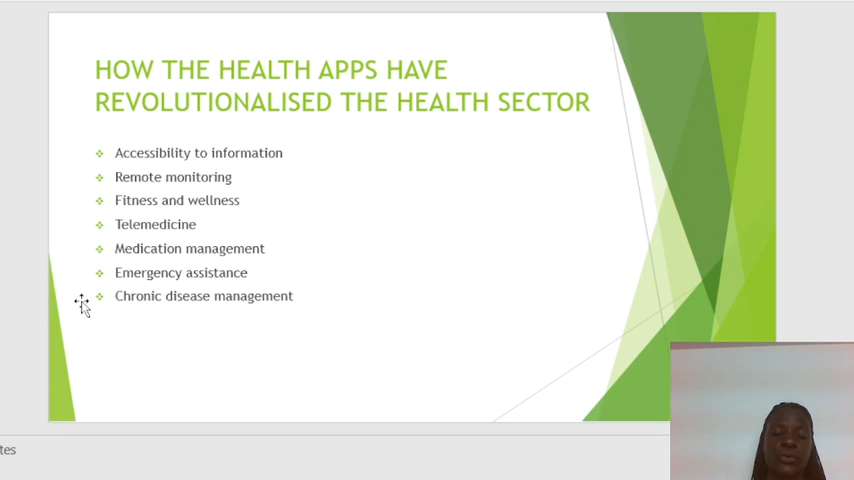 HOW THE HEALTH APPS HAVE
REVOLUTIONALISED THE HEALTH SECTOR
Accessibility to information
Remote monitoring
Fitness and wellness
Telemedicine
Medication management
Emergency assistance
Chronic disease management
tes